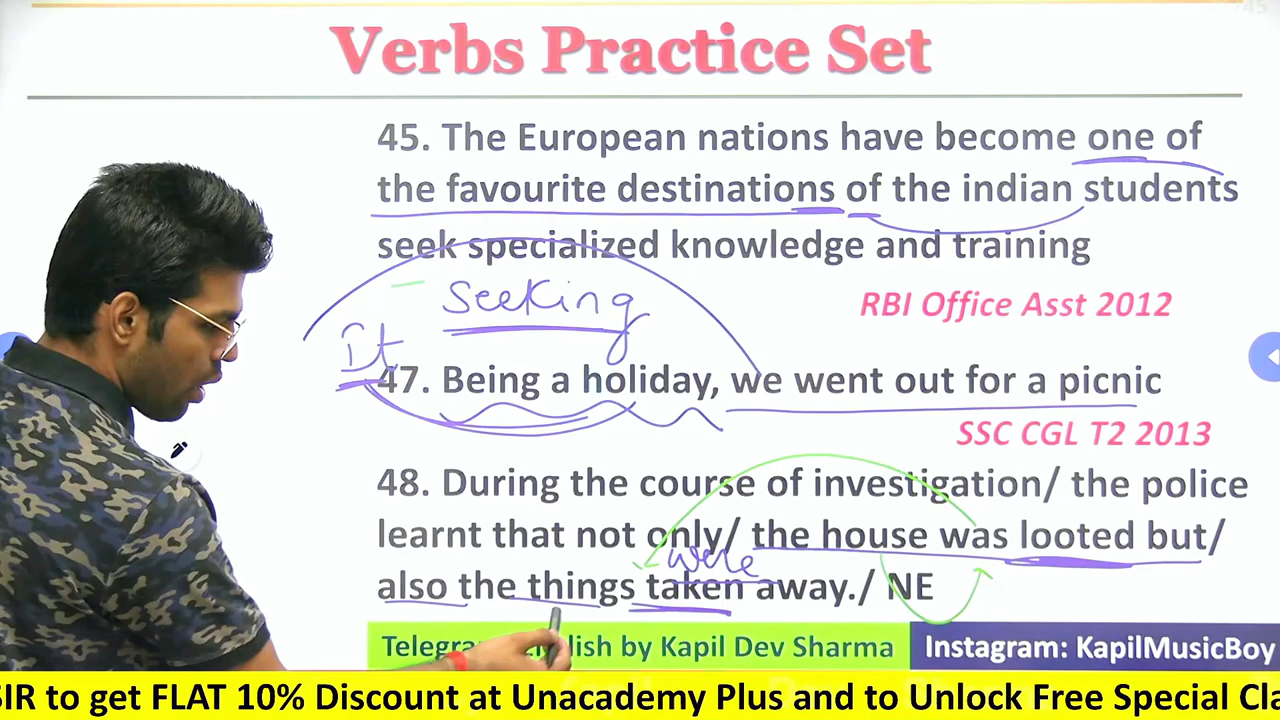 Verbs Practice Set
45. The European nations have become one of
the favourite destinations of the indian students
seek specialized knowledge and training
seeking
RBI Office Asst 2012
It
47. Being a holiday, we went out for a picnic
SSC CGL T2 2013
48. During the course of investigation/ the police
learnt that not only/ the house was looted but/
were
also the things taken away./ NE
Telegra English by Kapil Dev Sharma
Instagram: KapilMusicBoy
SIR to get FLAT 10% Discount at Unacademy Plus and to Unlock Free Special Cla